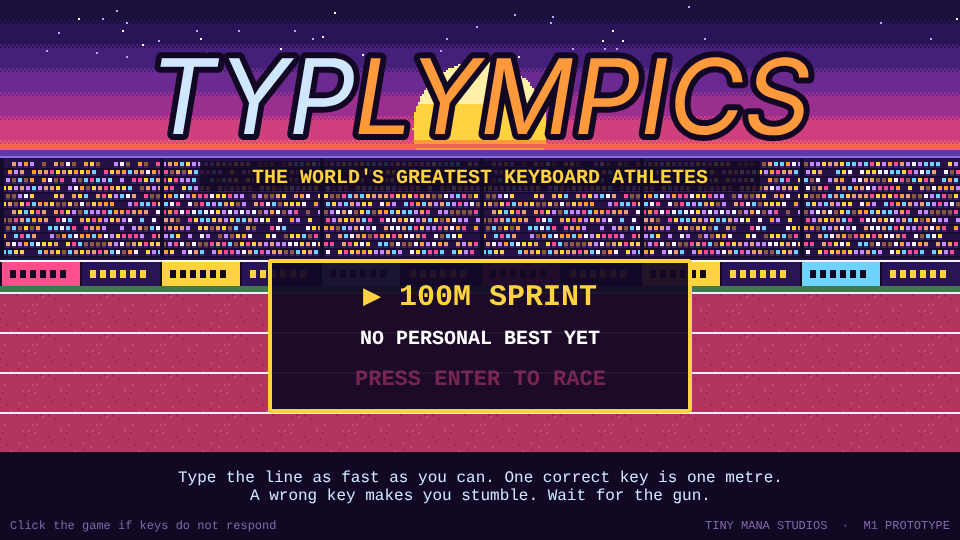 TYPLYMPICS
THE WORLD'S GREATEST KEYBOARD ATHLETES
▶ 100M SPRINT
NO PERSONAL BEST YET
PRESS ENTER TO RACE
Type the line as fast as you can. One correct key is one metre.
A wrong key makes you stumble. Wait for the gun.
Click the game if keys do not respond
TINY MANA STUDIOS · M1 PROTOTYPE